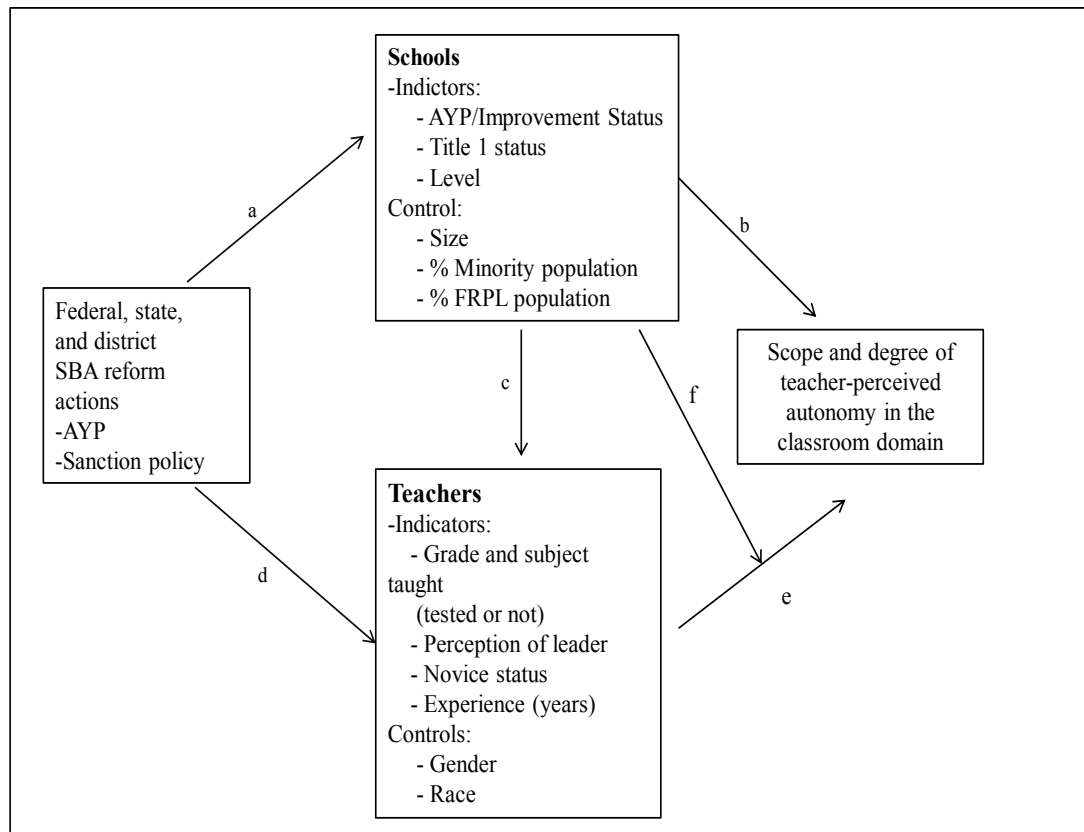 Schools
-Indictors:
- AYP/Improvement Status
- Title 1 status
- Level
Control:
- Size
- % Minority population
- % FRPL population
a
b
Federal, state,
and district
SBA reform
actions
-AYP
-Sanction policy
Scope and degree of
teacher-perceived
autonomy in the
classroom domain
c
f
d
e
Teachers
-Indicators:
- Grade and subject
taught
(tested or not)
- Perception of leader
- Novice status
- Experience (years)
Controls:
- Gender
- Race